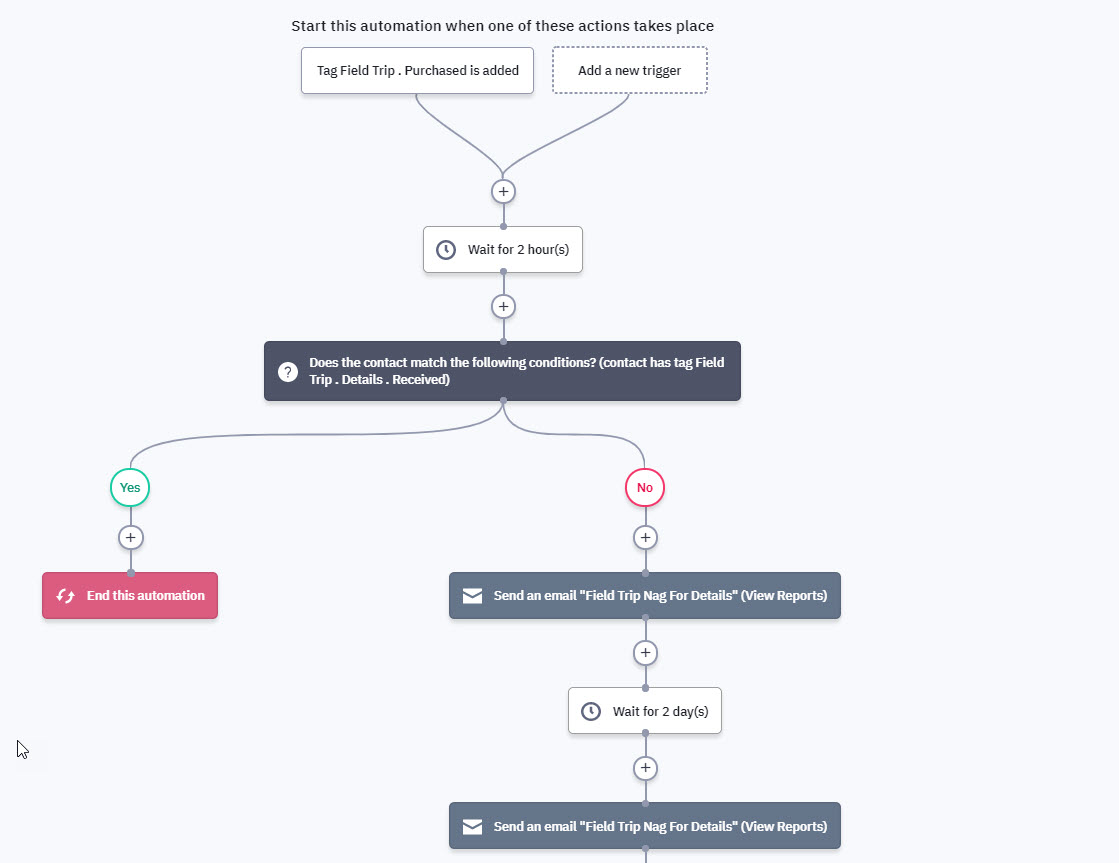 Start this automation when one of these actions takes place
Tag Field Trip . Purchased is added
Add a new trigger
Wait for 2 hour(s)
Does the contact match the following conditions? (contact has tag Field
Trip . Details . Received)
Yes
No
End this automation
Send an email "Field Trip Nag For Details" (View Reports)
Wait for 2 day(s)
Send an email "Field Trip Nag For Details" (View Reports)